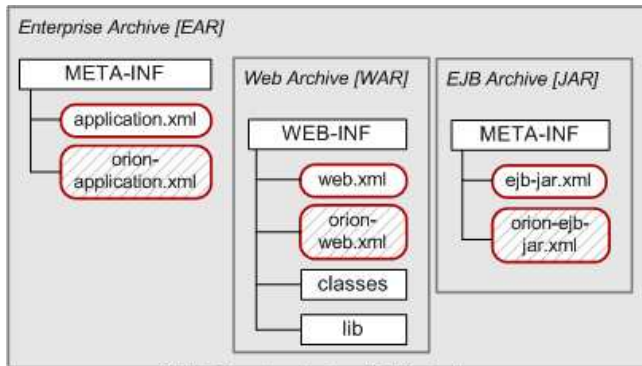 Enterprise Archive [EAR]
META-INF
application.xml
orion-
application.xml
Web Archive [WAR]
WEB-INF
web.xml
orion-
web.xml
classes
lib
EJB Archive [JAR]
META-INF
ejb-jar.xml
orion-ejb-
jar.xml